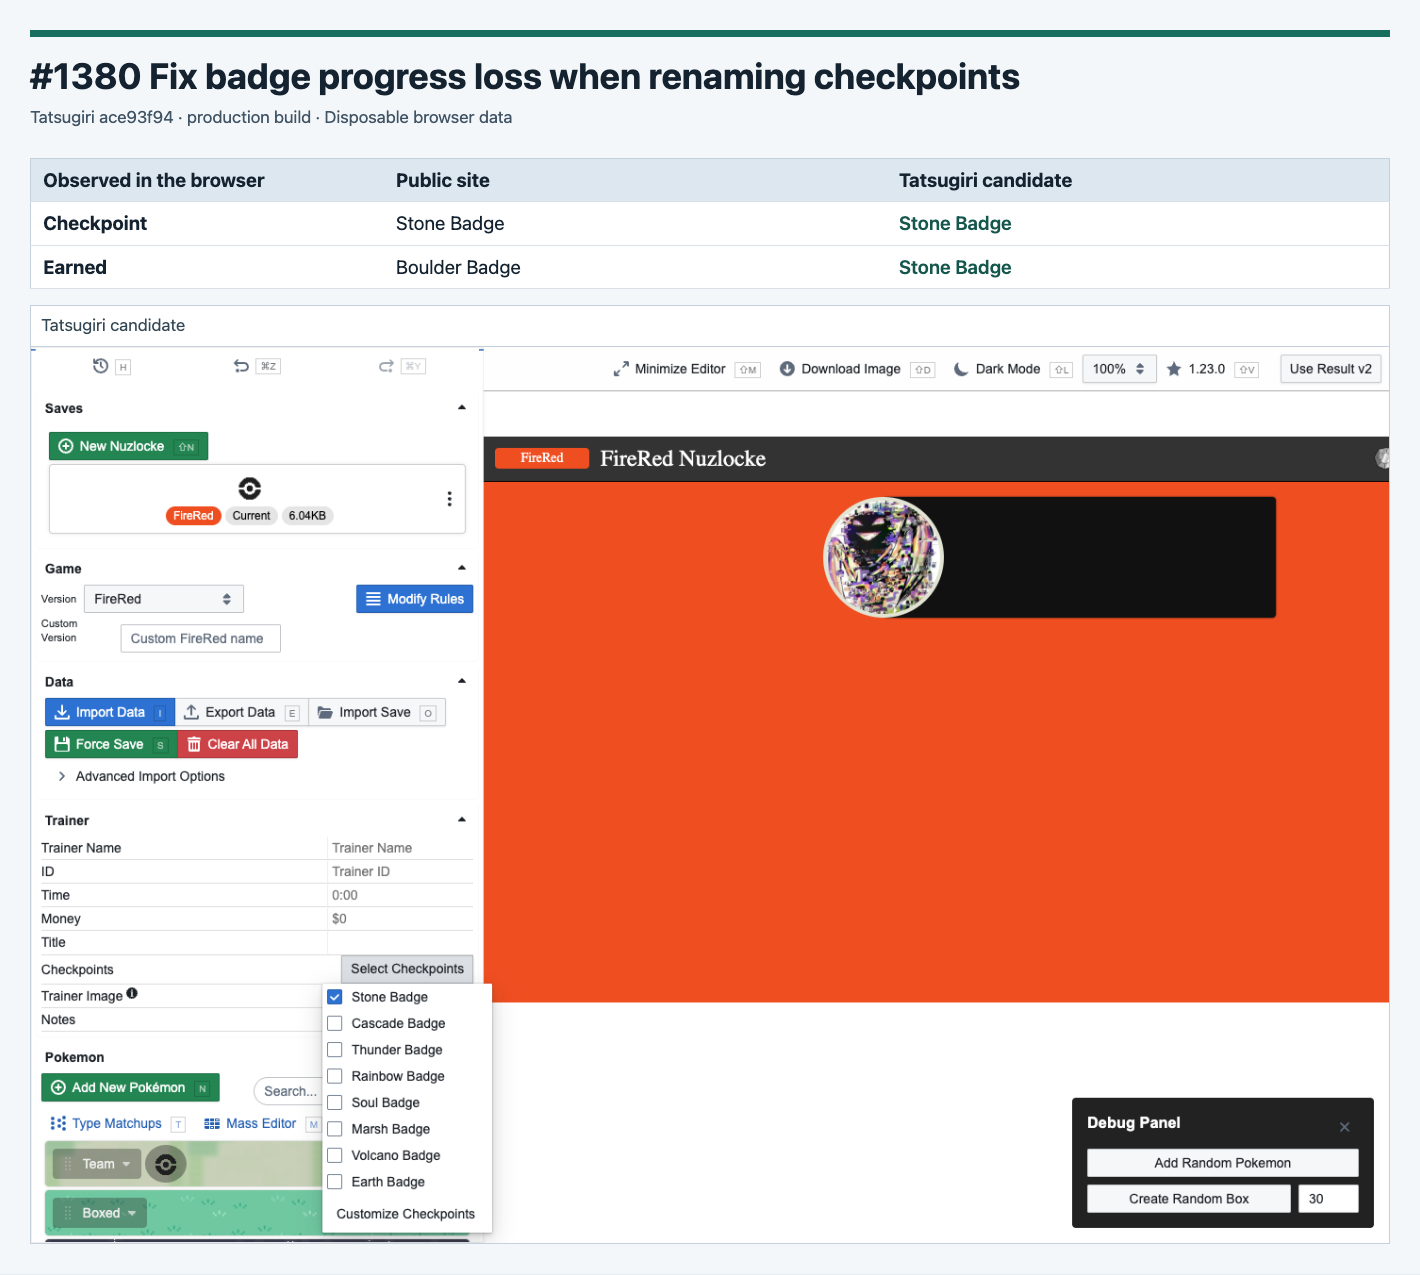 #1380 Fix badge progress loss when renaming checkpoints
Tatsugiri ace93f94 · production build · Disposable browser data
Observed in the browser Public site Tatsugiri candidate
Checkpoint Stone Badge Stone Badge
Earned Boulder Badge Stone Badge
Tatsugiri candidate
H ⌘Z ⌘Y
Minimize Editor ⇧M Download Image ⇧D Dark Mode ⇧L 100% 1.23.0 ⇧V Use Result v2
Saves
New Nuzlocke ⇧N
FireRed Current 6.04KB
FireRed FireRed Nuzlocke
Game
Version FireRed Modify Rules
Custom
Version Custom FireRed name
Data
Import Data I Export Data E Import Save O
Force Save S Clear All Data
Advanced Import Options
Trainer
Trainer Name Trainer Name
ID Trainer ID
Time 0:00
Money $0
Title
Checkpoints Select Checkpoints
Trainer Image
Notes
Stone Badge
Cascade Badge
Thunder Badge
Rainbow Badge
Soul Badge
Marsh Badge
Volcano Badge
Earth Badge
Customize Checkpoints
Pokemon
Add New Pokémon N Search...
Type Matchups T Mass Editor M
Team
Boxed
Debug Panel
Add Random Pokemon
Create Random Box 30